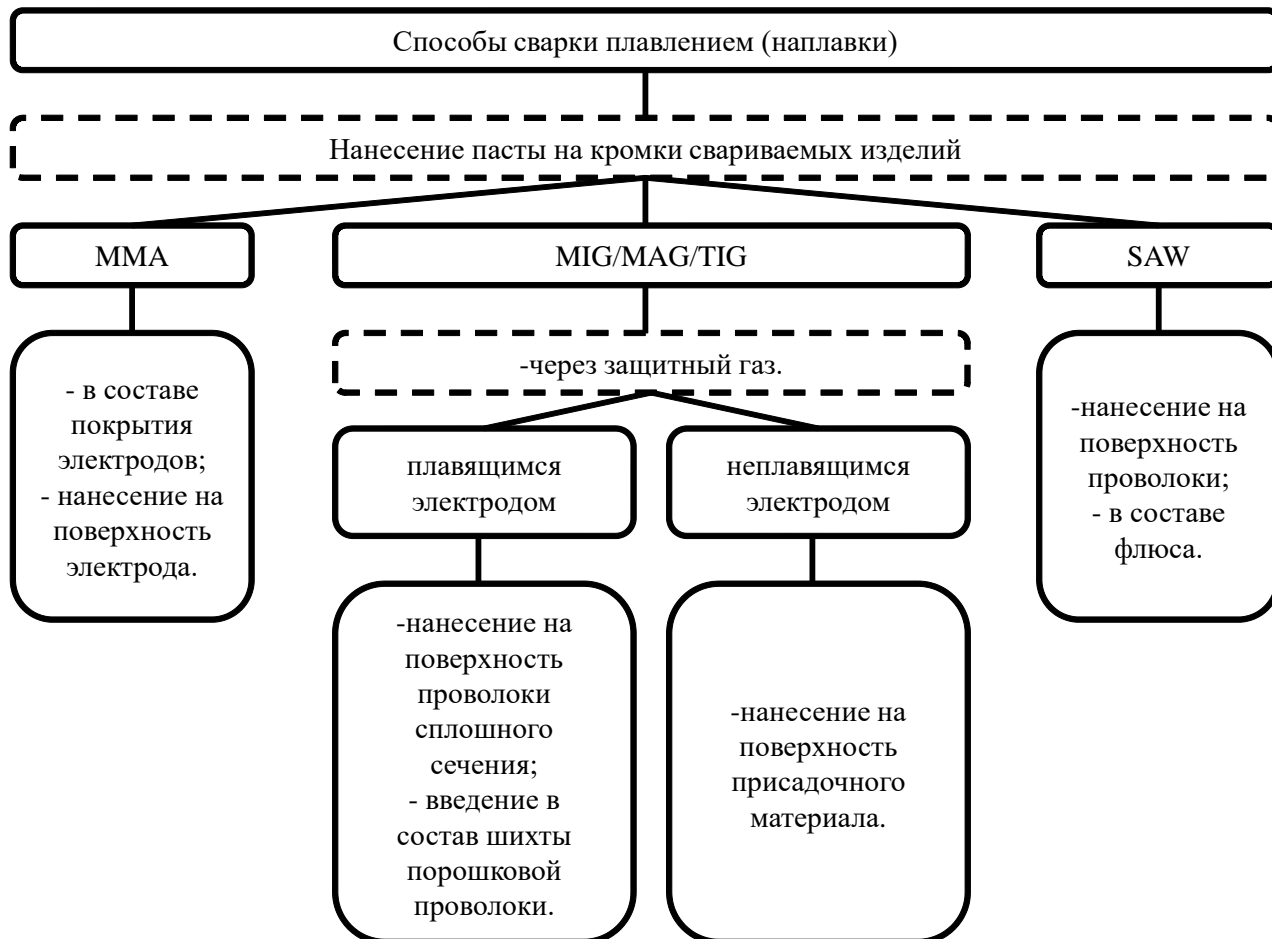 Способы сварки плавлением (наплавки)
Нанесение пасты на кромки свариваемых изделий
MMA
MIG/MAG/TIG
SAW
- в составе
покрытия
электродов;
- нанесение на
поверхность
электрода.
-через защитный газ.
плавящимся
электродом
неплавящимся
электродом
-нанесение на
поверхность
проволоки;
- в составе
флюса.
-нанесение на
поверхность
проволоки
сплошного
сечения;
- введение в
состав шихты
порошковой
проволоки.
-нанесение на
поверхность
присадочного
материала.